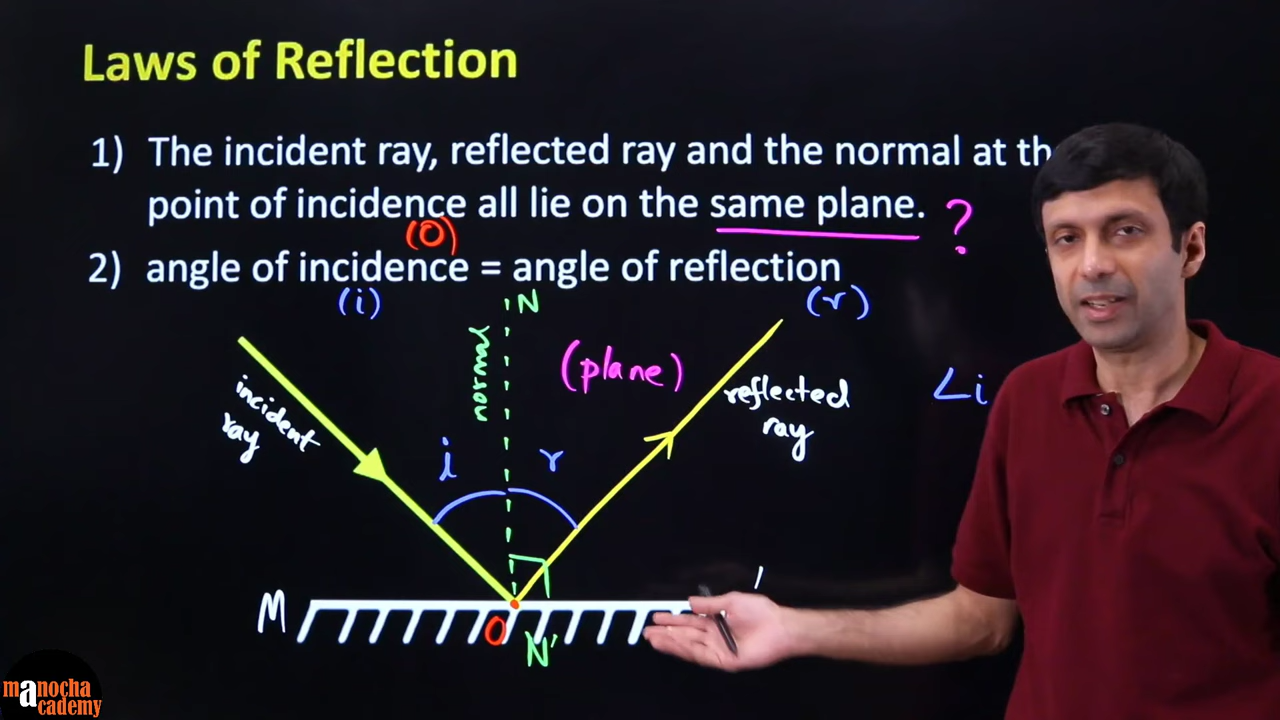 Laws of Reflection
1) The incident ray, reflected ray and the normal at th
point of incidence all lie on the same plane. ?
(O)
2) angle of incidence = angle of reflection
(i)
N
(r)
normal
(plane)
incident
ray
reflected
ray
∠i
i
r
M
O
N'
manocha
academy